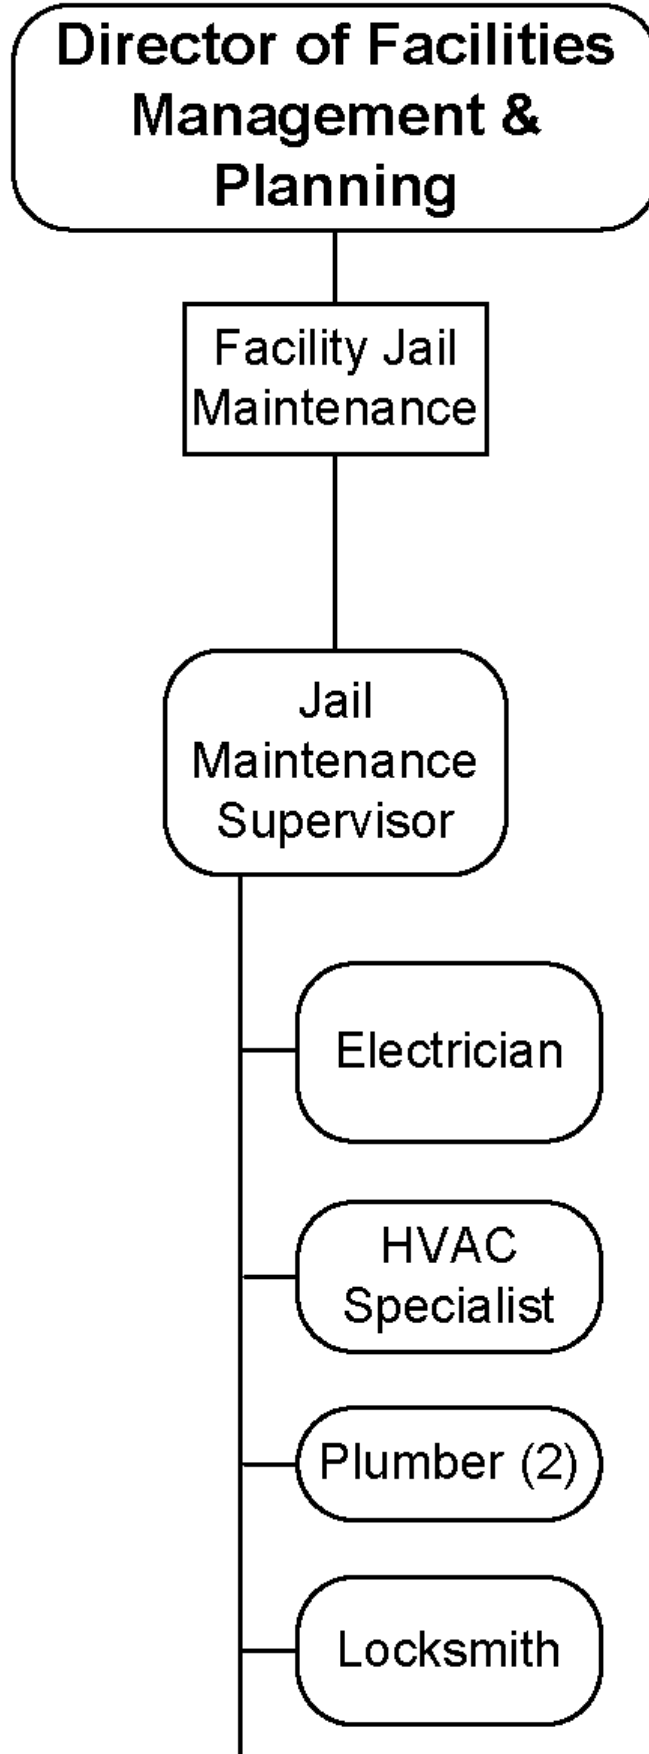 Director of Facilities
Management &
Planning
Facility Jail
Maintenance
Jail
Maintenance
Supervisor
Electrician
HVAC
Specialist
Plumber (2)
Locksmith